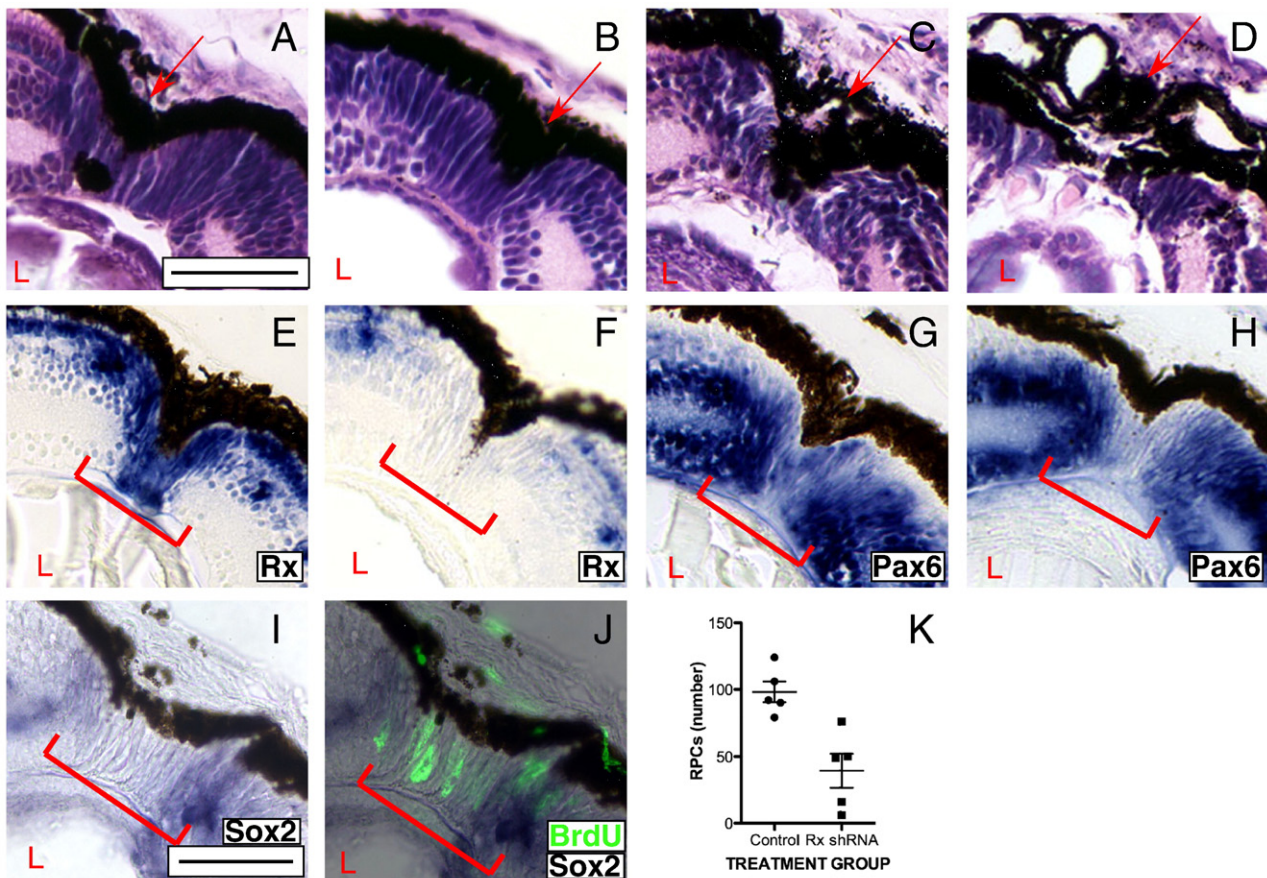 A
B
C
D
L
L
L
L
E
F
G
H
L
Rx
L
Rx
L
Pax6
L
Pax6
I
J
K
L
Sox2
L
BrdU
Sox2
150
100
50
0
RPCs (number)
Control Rx shRNA
TREATMENT GROUP